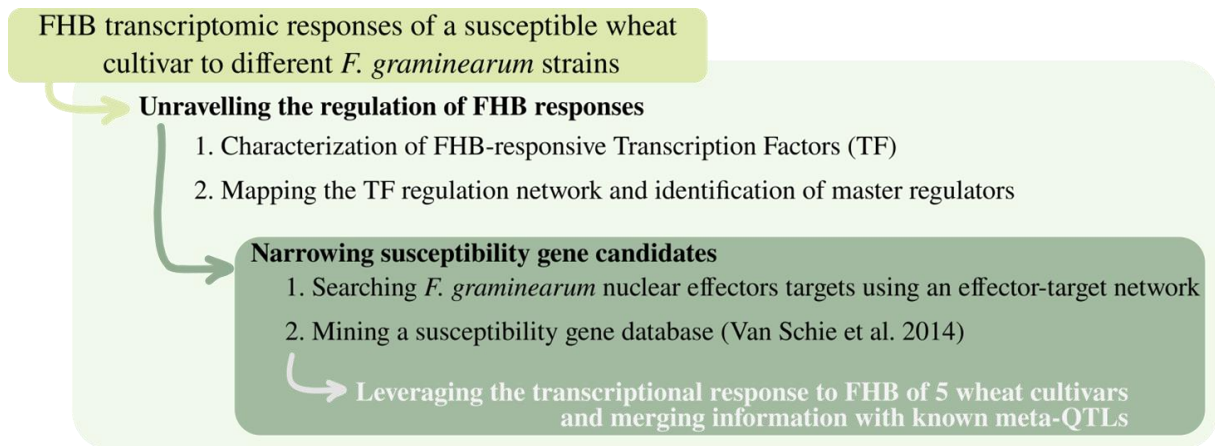 FHB transcriptomic responses of a susceptible wheat
cultivar to different F. graminearum strains
Unravelling the regulation of FHB responses
1. Characterization of FHB-responsive Transcription Factors (TF)
2. Mapping the TF regulation network and identification of master regulators
Narrowing susceptibility gene candidates
1. Searching F. graminearum nuclear effectors targets using an effector-target network
2. Mining a susceptibility gene database (Van Schie et al. 2014)
Leveraging the transcriptional response to FHB of 5 wheat cultivars
and merging information with known meta-QTLs